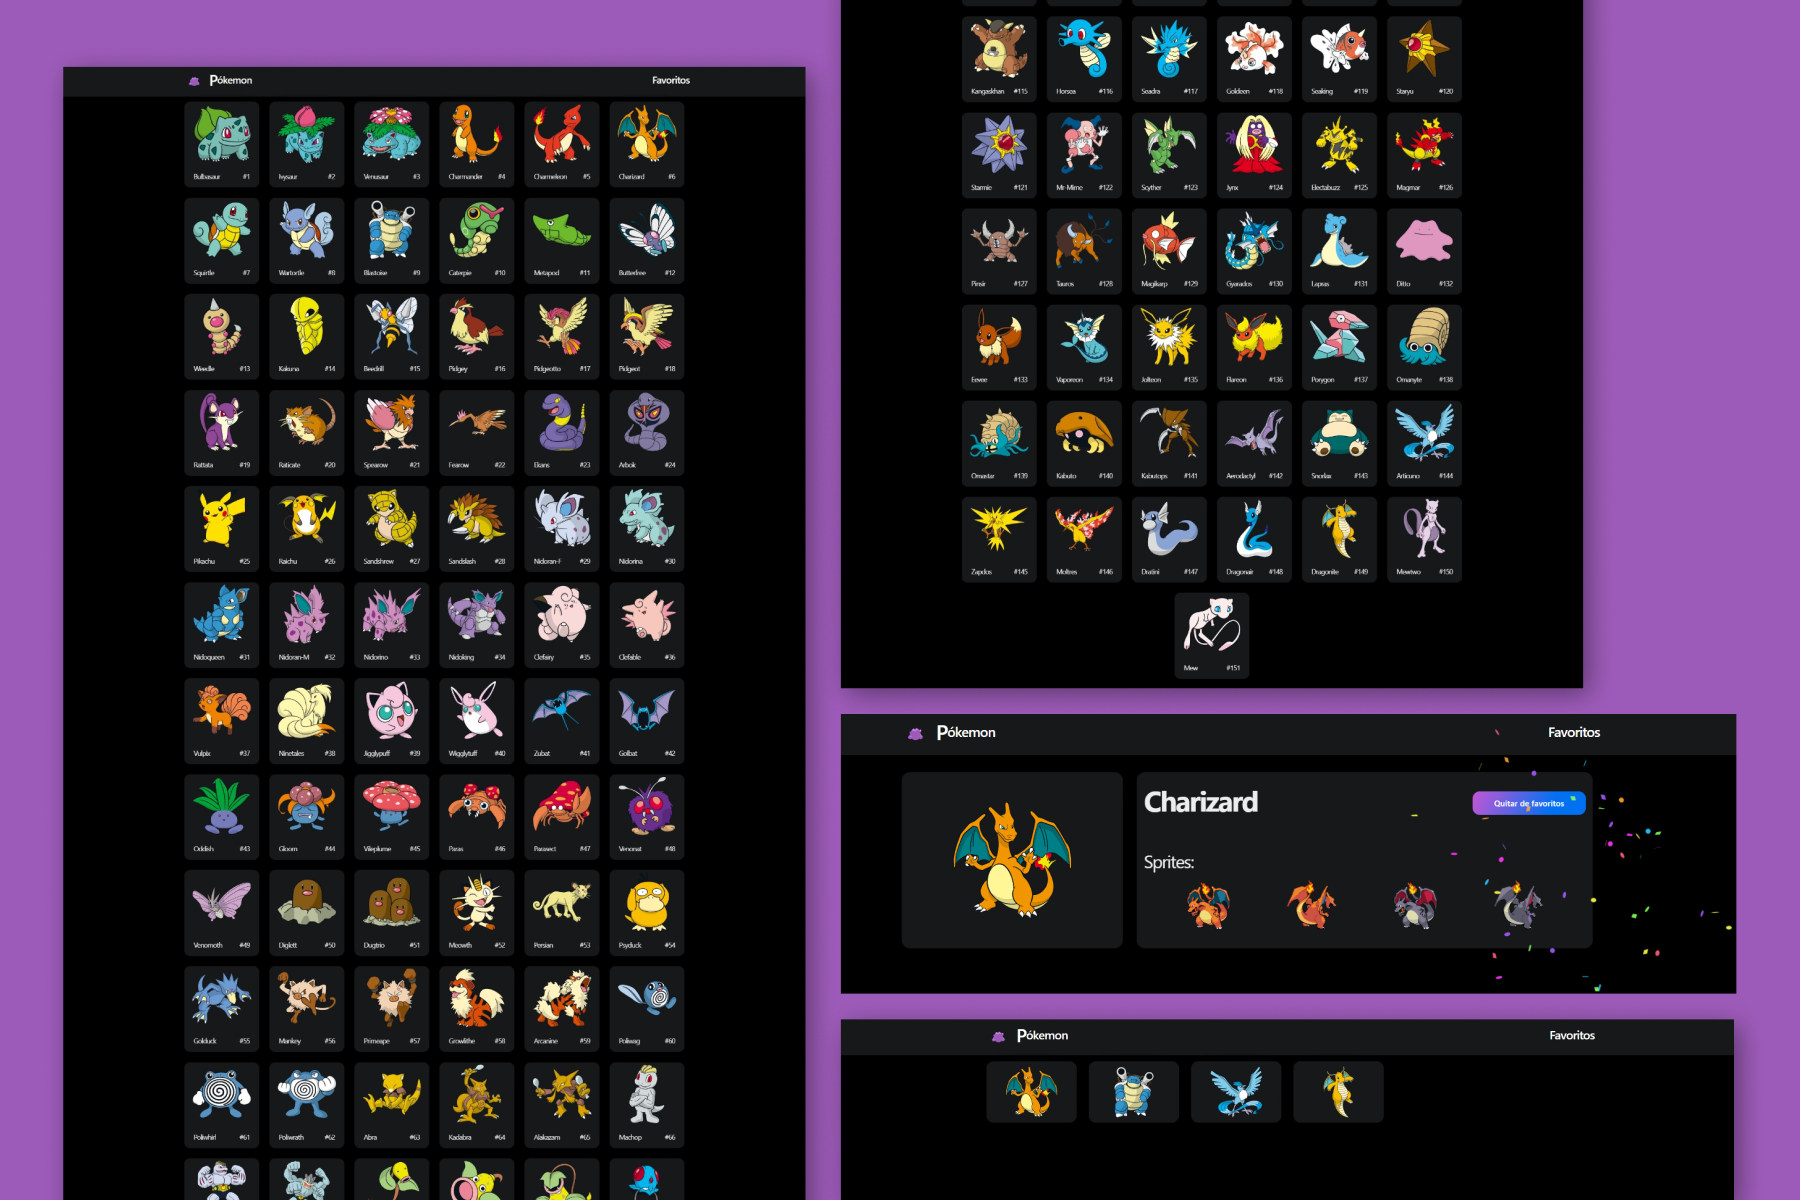 Pókemon Favoritos
Bulbasaur #1 Ivysaur #2 Venusaur #3 Charmander #4 Charmeleon #5 Charizard #6
Squirtle #7 Wartortle #8 Blastoise #9 Caterpie #10 Metapod #11 Butterfree #12
Weedle #13 Kakuna #14 Beedrill #15 Pidgey #16 Pidgeotto #17 Pidgeot #18
Rattata #19 Raticate #20 Spearow #21 Fearow #22 Ekans #23 Arbok #24
Pikachu #25 Raichu #26 Sandshrew #27 Sandslash #28 Nidoran-F #29 Nidorina #30
Nidoqueen #31 Nidoran-M #32 Nidorino #33 Nidoking #34 Clefairy #35 Clefable #36
Vulpix #37 Ninetales #38 Jigglypuff #39 Wigglytuff #40 Zubat #41 Golbat #42
Oddish #43 Gloom #44 Vileplume #45 Paras #46 Parasect #47 Venonat #48
Venomoth #49 Diglett #50 Dugtrio #51 Meowth #52 Persian #53 Psyduck #54
Golduck #55 Mankey #56 Primeape #57 Growlithe #58 Arcanine #59 Poliwag #60
Poliwhirl #61 Poliwrath #62 Abra #63 Kadabra #64 Alakazam #65 Machop #66
Kangaskhan #115 Horsea #116 Seadra #117 Goldeen #118 Seaking #119 Staryu #120
Starmie #121 Mr-Mime #122 Scyther #123 Jynx #124 Electabuzz #125 Magmar #126
Pinsir #127 Tauros #128 Magikarp #129 Gyarados #130 Lapras #131 Ditto #132
Eevee #133 Vaporeon #134 Jolteon #135 Flareon #136 Porygon #137 Omanyte #138
Omastar #139 Kabuto #140 Kabutops #141 Aerodactyl #142 Snorlax #143 Articuno #144
Zapdos #145 Moltres #146 Dratini #147 Dragonair #148 Dragonite #149 Mewtwo #150
Mew #151
Pókemon Favoritos
Charizard Quitar de favoritos
Sprites:
Pókemon Favoritos